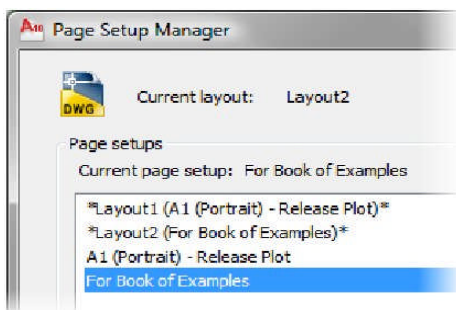 A10 Page Setup Manager
DWG
Current layout: Layout2
Page setups
Current page setup: For Book of Examples
*Layout1 (A1 (Portrait) - Release Plot)*
*Layout2 (For Book of Examples)*
A1 (Portrait) - Release Plot
For Book of Examples